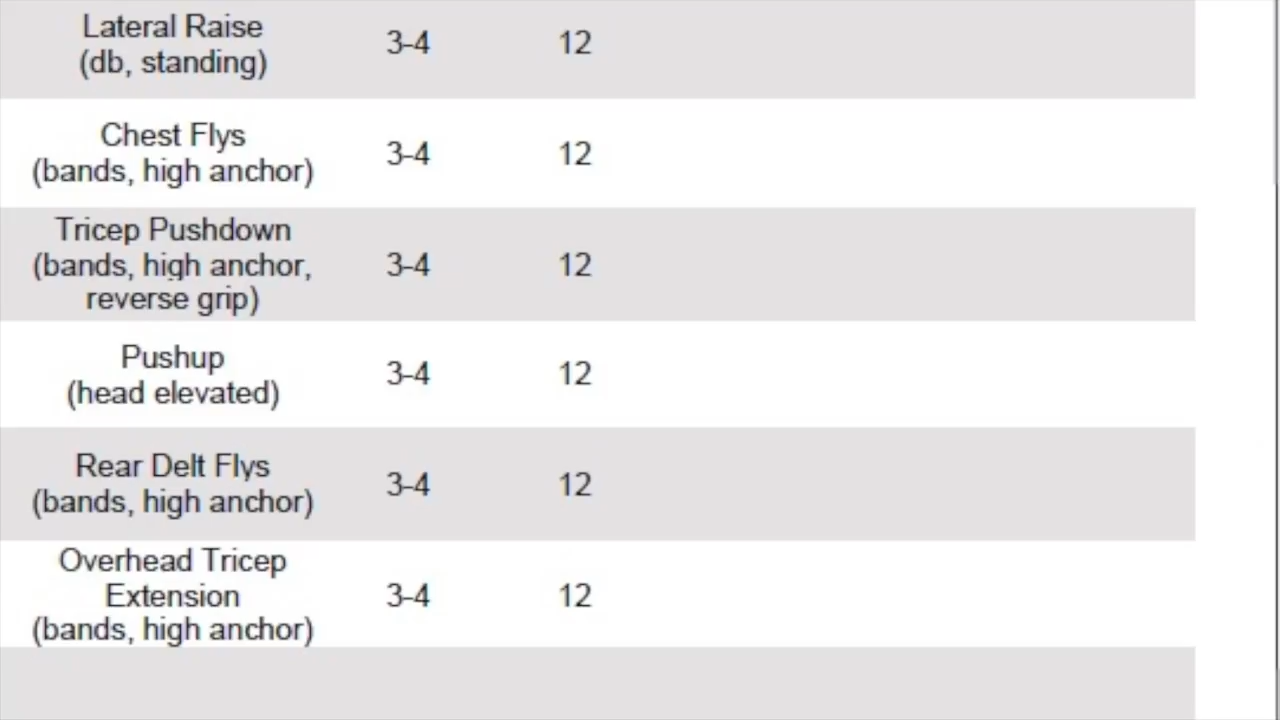 Lateral Raise
(db, standing)
3-4
12
Chest Flys
(bands, high anchor)
3-4
12
Tricep Pushdown
(bands, high anchor,
reverse grip)
3-4
12
Pushup
(head elevated)
3-4
12
Rear Delt Flys
(bands, high anchor)
3-4
12
Overhead Tricep
Extension
(bands, high anchor)
3-4
12